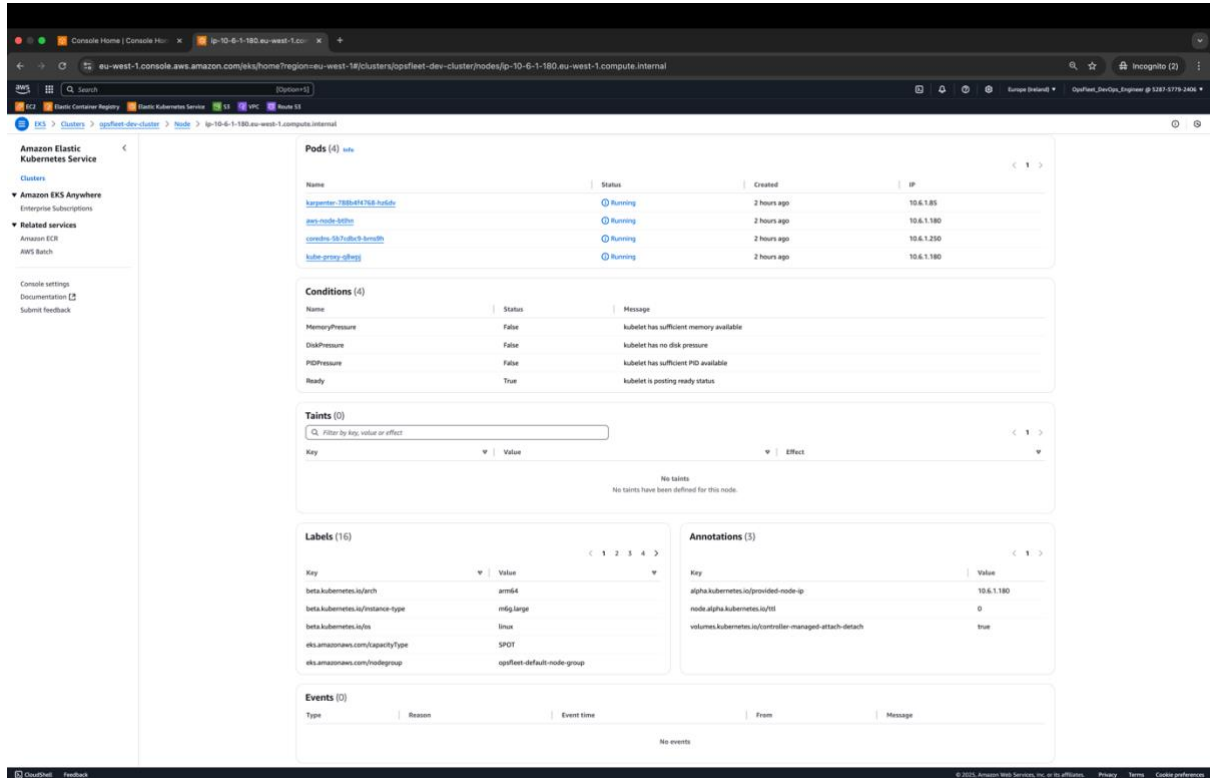 Console Home | Console Hom
ip-10-6-1-180.eu-west-1.com
eu-west-1.console.aws.amazon.com/eks/home?region=eu-west-1#/clusters/opsfleet-dev-cluster/nodes/ip-10-6-1-180.eu-west-1.compute.internal
Incognito (2)
aws
Search
[Option+S]
Europe (Ireland)
OpsFleet_DevOps_Engineer @ 5287-5779-2406
EC2 Elastic Container Registry Elastic Kubernetes Service S3 VPC Route 53
EKS > Clusters > opsfleet-dev-cluster > Node > ip-10-6-1-180.eu-west-1.compute.internal
Amazon Elastic
Kubernetes Service
Clusters
Amazon EKS Anywhere
Enterprise Subscriptions
Related services
Amazon ECR
AWS Batch
Console settings
Documentation
Submit feedback
Pods (4) Info
1
Name Status Created IP
Running 2 hours ago 10.6.1.85
Running 2 hours ago 10.6.1.180
Running 2 hours ago 10.6.1.250
Running 2 hours ago 10.6.1.180
Conditions (4)
Name Status Message
MemoryPressure False kubelet has sufficient memory available
DiskPressure False kubelet has no disk pressure
PIDPressure False kubelet has sufficient PID available
Ready True kubelet is posting ready status
Taints (0)
Filter by key, value or effect
1
Key Value Effect
No taints
No taints have been defined for this node.
Labels (16)
1 2 3 4
Key Value
beta.kubernetes.io/arch arm64
beta.kubernetes.io/instance-type m6g.large
beta.kubernetes.io/os linux
eks.amazonaws.com/capacityType SPOT
eks.amazonaws.com/nodegroup opsfleet-default-node-group
Annotations (3)
1
Key Value
alpha.kubernetes.io/provided-node-ip 10.6.1.180
node.alpha.kubernetes.io/ttl 0
volumes.kubernetes.io/controller-managed-attach-detach true
Events (0)
Type Reason Event time From Message
No events
CloudShell Feedback
© 2025, Amazon Web Services, Inc. or its affiliates. Privacy Terms Cookie preferences